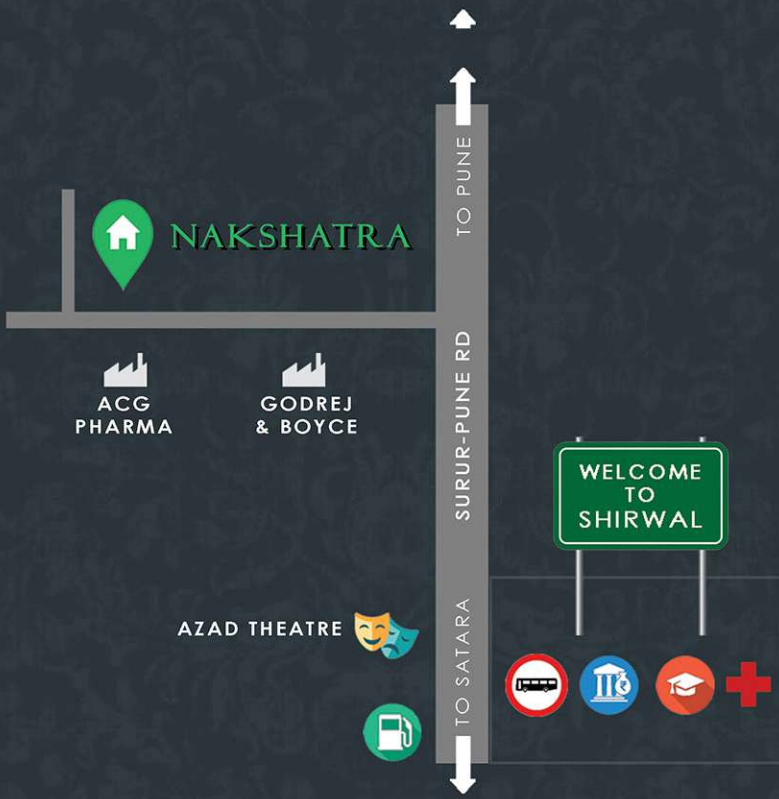 TO PUNE
NAKSHATRA
SURUR-PUNE RD
ACG
PHARMA
GODREJ
& BOYCE
WELCOME
TO
SHIRWAL
AZAD THEATRE
TO SATARA